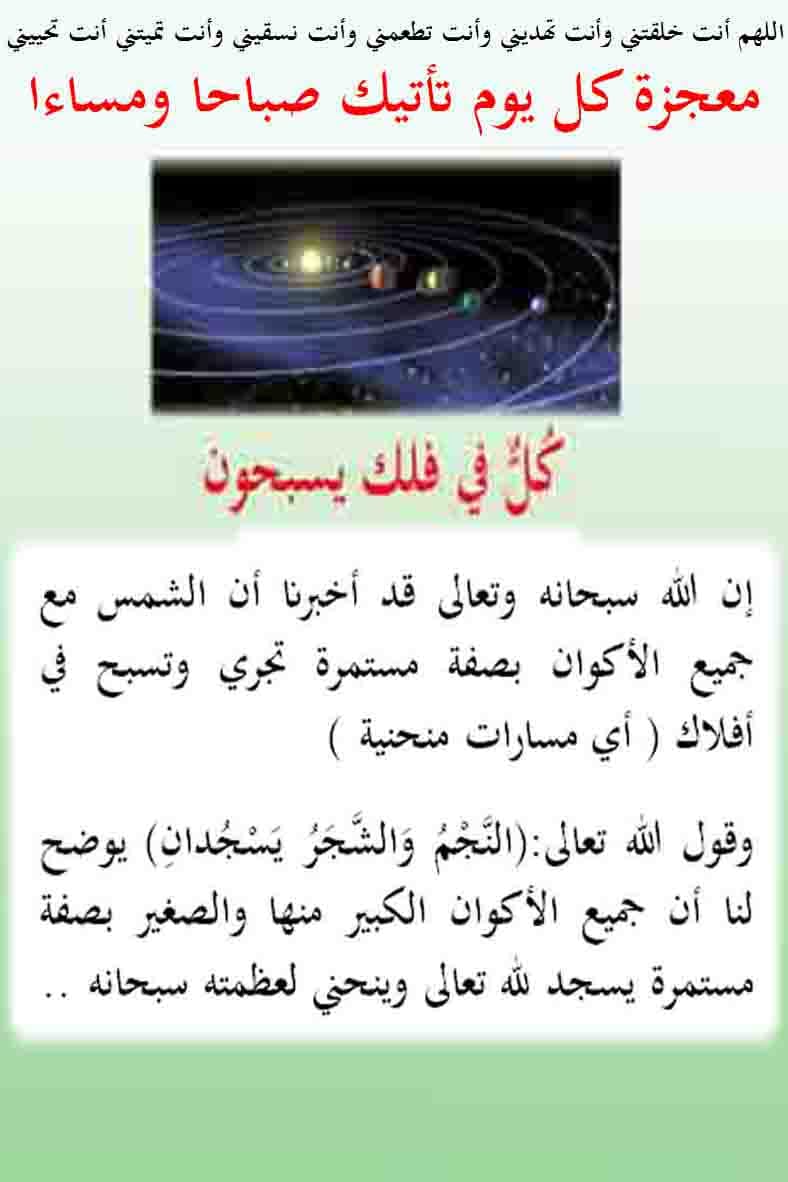 اللهم أنت خلقتني وأنت تهديني وأنت تطعمني وأنت نسقيني وأنت تميتني أنت تحييني
معجزة كل يوم تأتيك صباحا ومساءا
كُلٌّ في فلك يسبحونَ
إن الله سبحانه وتعالى قد أخبرنا أن الشمس مع
جميع الأكوان بصفة مستمرة تجري وتسبح في
أفلاك ( أي مسارات منحنية )
وقول الله تعالى:(النَّجْمُ وَالشَّجَرُ يَسْجُدانِ) يوضح
لنا أن جميع الأكوان الكبير منها والصغير بصفة
مستمرة يسجد لله تعالى وينحني لعظمته سبحانه ..